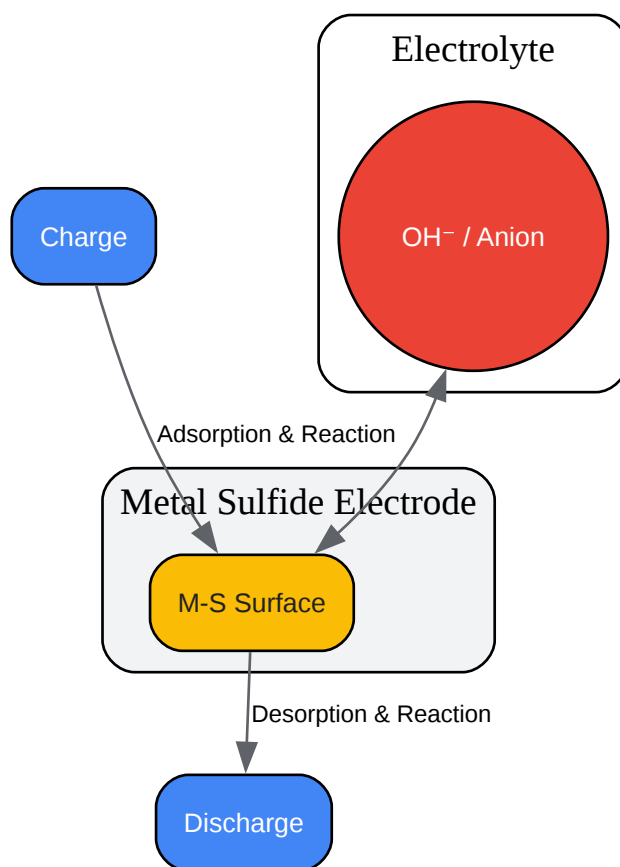 Electrolyte
Charge
OH⁻ / Anion
Adsorption & Reaction
Metal Sulfide Electrode
M-S Surface
Desorption & Reaction
Discharge